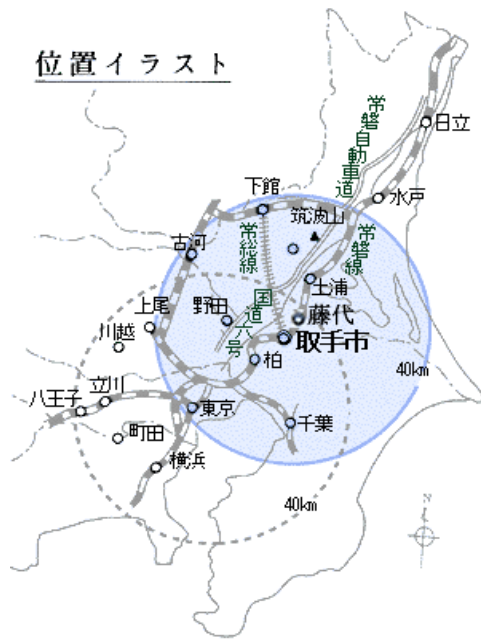 位置イラスト
常磐自動車道
日立
水戸
下館
筑波山
常総線
常磐線
古河
土浦
国道六号
上尾
野田
藤代
川越
取手市
柏
40km
八王子
立川
東京
千葉
町田
横浜
40km
N